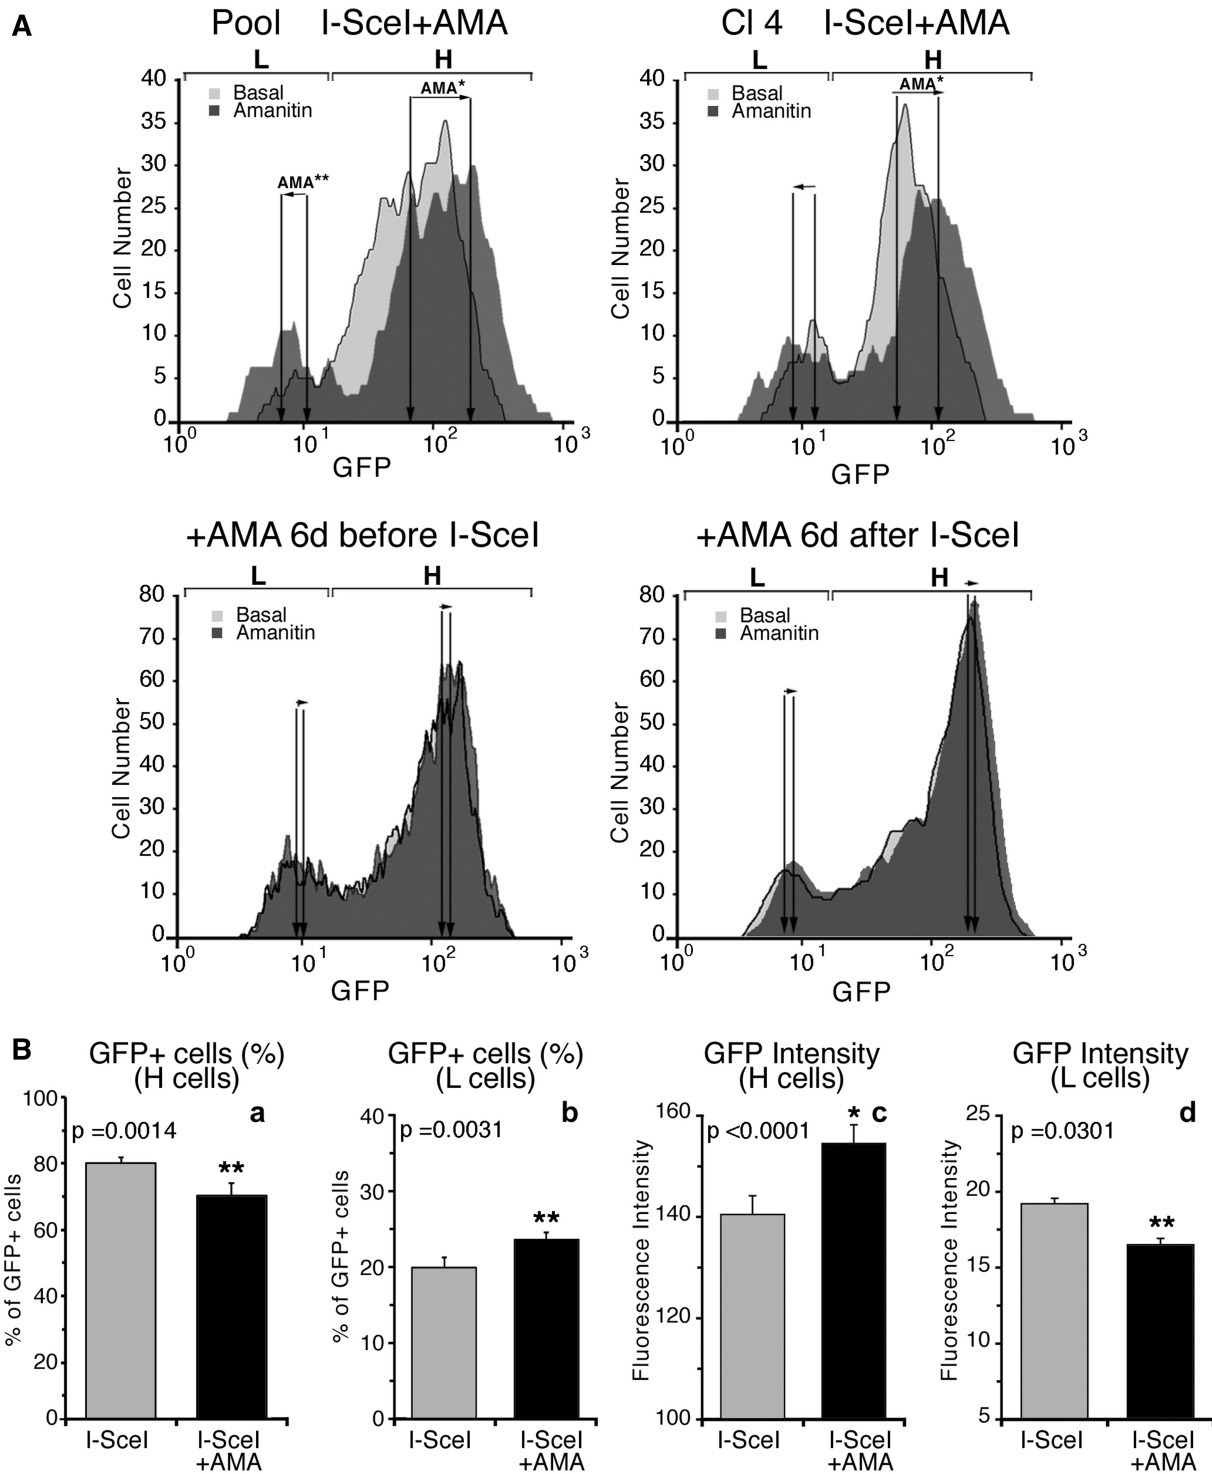 A
Pool I-SceI+AMA
L H
AMA*
Basal
Amanitin
AMA**
40
35
30
25
20
15
10
5
0
Cell Number
10^0 10^1 10^2 10^3
GFP
Cl 4 I-SceI+AMA
L H
AMA*
Basal
Amanitin
40
35
30
25
20
15
10
5
0
Cell Number
10^0 10^1 10^2 10^3
GFP
+AMA 6d before I-SceI
L H
Basal
Amanitin
80
70
60
50
40
30
20
10
0
Cell Number
10^0 10^1 10^2 10^3
GFP
+AMA 6d after I-SceI
L H
Basal
Amanitin
80
70
60
50
40
30
20
10
0
Cell Number
10^0 10^1 10^2 10^3
GFP
B
GFP+ cells (%)
(H cells)
a
p =0.0014
**
100
80
60
40
20
0
% of GFP+ cells
I-SceI I-SceI
+AMA
GFP+ cells (%)
(L cells)
b
p =0.0031
**
40
30
20
10
0
% of GFP+ cells
I-SceI I-SceI
+AMA
GFP Intensity
(H cells)
* c
p <0.0001
160
140
120
100
Fluorescence Intensity
I-SceI I-SceI
+AMA
GFP Intensity
(L cells)
d
p =0.0301
**
25
20
15
10
5
Fluorescence Intensity
I-SceI I-SceI
+AMA